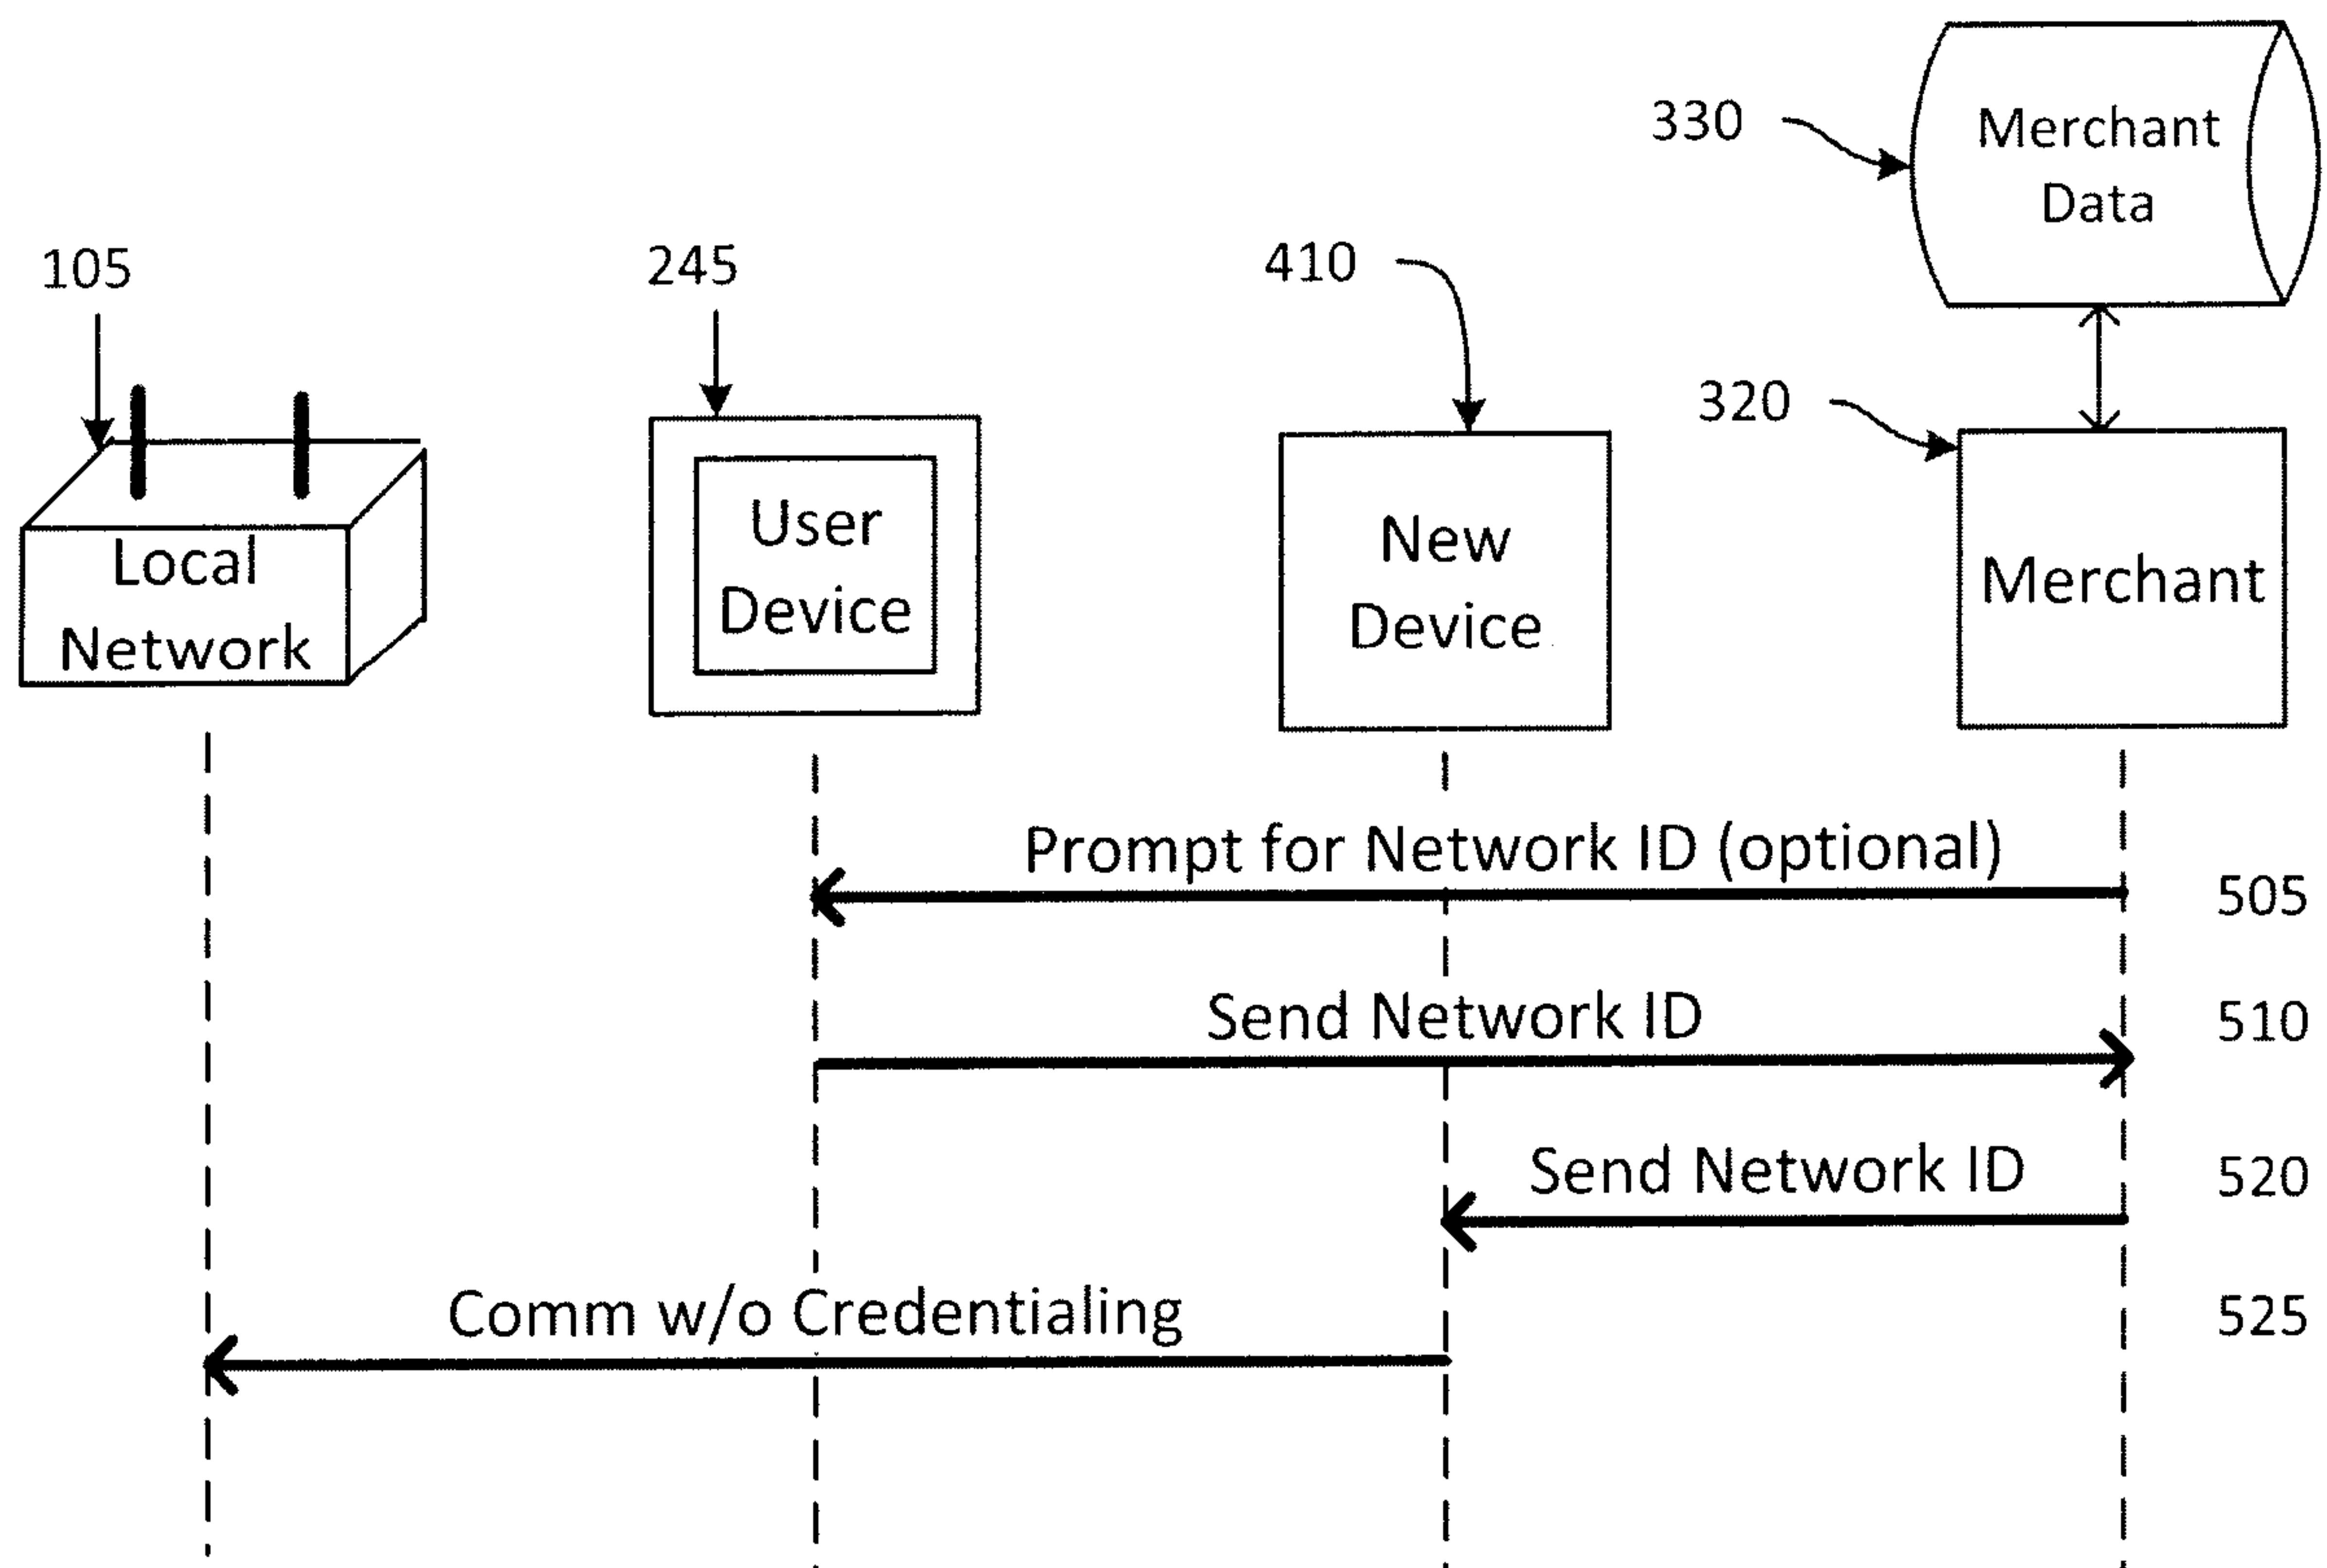 330
Merchant
Data
105
245
410
320
Local
Network
User
Device
New
Device
Merchant
Prompt for Network ID (optional)
505
Send Network ID
510
Send Network ID
520
Comm w/o Credentialing
525